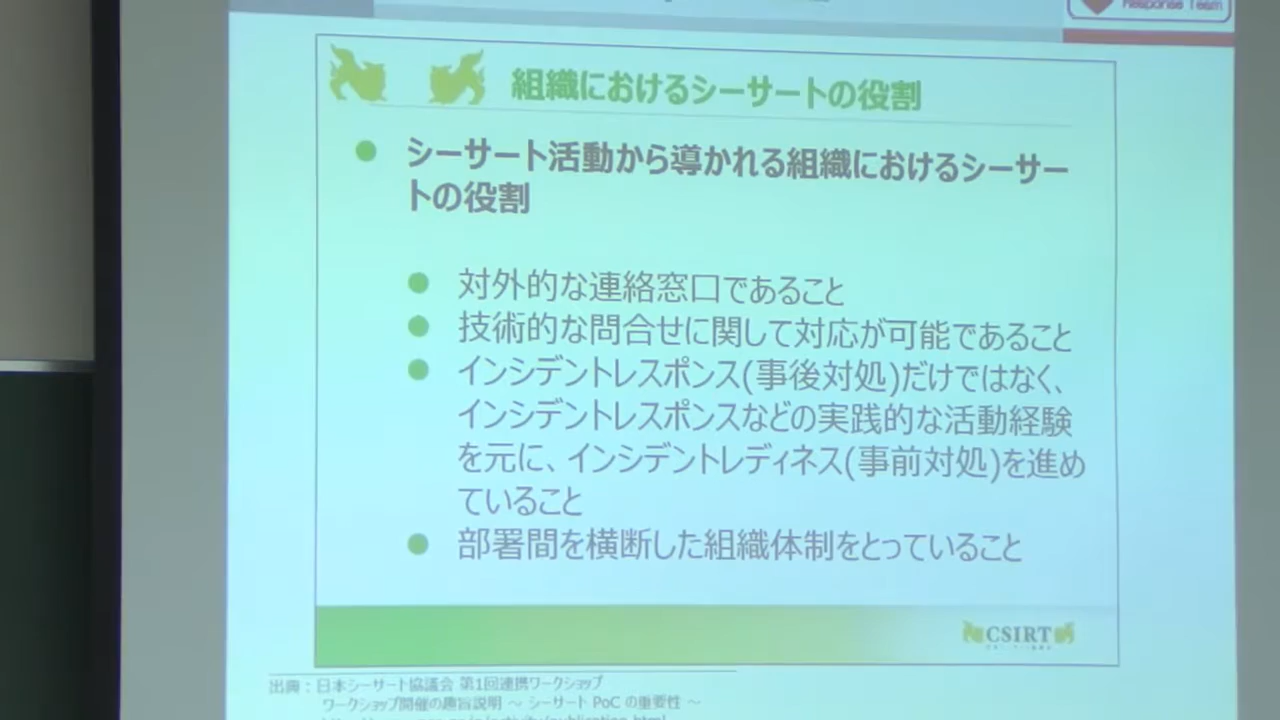 Response Team
組織におけるシーサートの役割
シーサート活動から導かれる組織におけるシーサー
トの役割
対外的な連絡窓口であること
技術的な問合せに関して対応が可能であること
インシデントレスポンス(事後対処)だけではなく、
インシデントレスポンスなどの実践的な活動経験
を元に、インシデントレディネス(事前対処)を進め
ていること
部署間を横断した組織体制をとっていること
CSIRT
出典：日本シーサート協議会 第1回連携ワークショップ
ワークショップ開催の趣旨説明 ～ シーサート PoC の重要性 ～